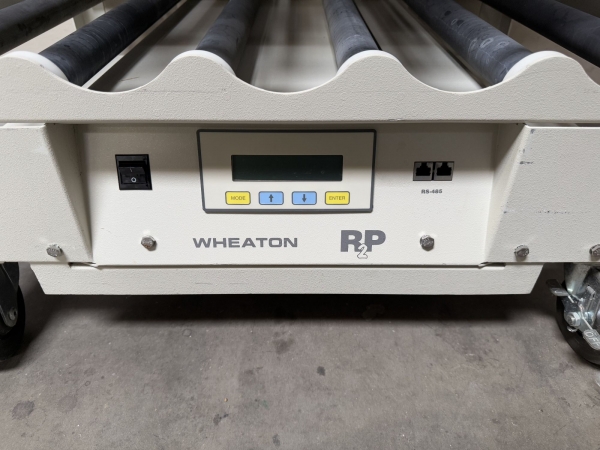 MODE
ENTER
RS-485
WHEATON
R2P